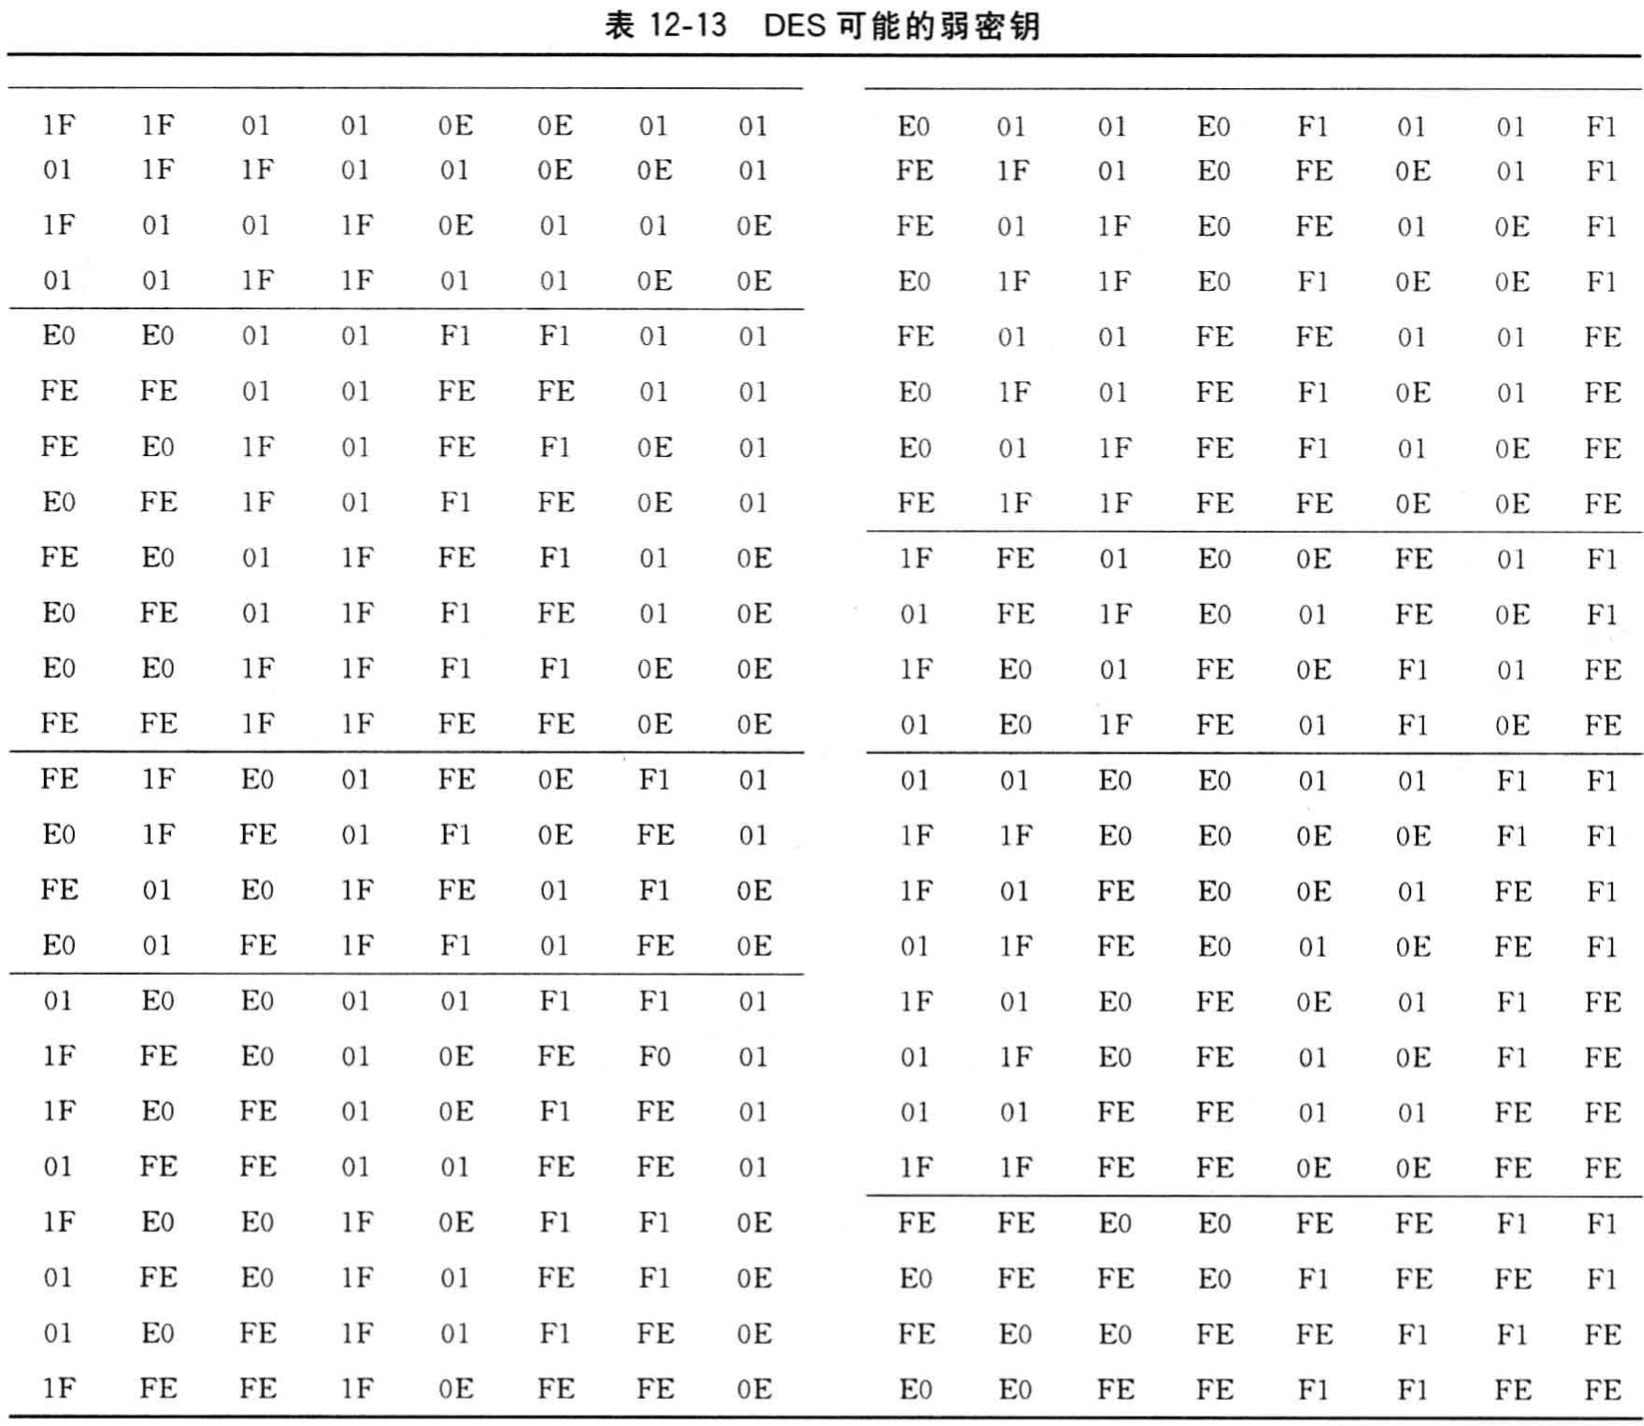 表 12-13 DES 可能的弱密钥
1F 1F 01 01 0E 0E 01 01
01 1F 1F 01 01 0E 0E 01
1F 01 01 1F 0E 01 01 0E
01 01 1F 1F 01 01 0E 0E
E0 E0 01 01 F1 F1 01 01
FE FE 01 01 FE FE 01 01
FE E0 1F 01 FE F1 0E 01
E0 FE 1F 01 F1 FE 0E 01
FE E0 01 1F FE F1 01 0E
E0 FE 01 1F F1 FE 01 0E
E0 E0 1F 1F F1 F1 0E 0E
FE FE 1F 1F FE FE 0E 0E
FE 1F E0 01 FE 0E F1 01
E0 1F FE 01 F1 0E FE 01
FE 01 E0 1F FE 01 F1 0E
E0 01 FE 1F F1 01 FE 0E
01 E0 E0 01 01 F1 F1 01
1F FE E0 01 0E FE F0 01
1F E0 FE 01 0E F1 FE 01
01 FE FE 01 01 FE FE 01
1F E0 E0 1F 0E F1 F1 0E
01 FE E0 1F 01 FE F1 0E
01 E0 FE 1F 01 F1 FE 0E
1F FE FE 1F 0E FE FE 0E
E0 01 01 E0 F1 01 01 F1
FE 1F 01 E0 FE 0E 01 F1
FE 01 1F E0 FE 01 0E F1
E0 1F 1F E0 F1 0E 0E F1
FE 01 01 FE FE 01 01 FE
E0 1F 01 FE F1 0E 01 FE
E0 01 1F FE F1 01 0E FE
FE 1F 1F FE FE 0E 0E FE
1F FE 01 E0 0E FE 01 F1
01 FE 1F E0 01 FE 0E F1
1F E0 01 FE 0E F1 01 FE
01 E0 1F FE 01 F1 0E FE
01 01 E0 E0 01 01 F1 F1
1F 1F E0 E0 0E 0E F1 F1
1F 01 FE E0 0E 01 FE F1
01 1F FE E0 01 0E FE F1
1F 01 E0 FE 0E 01 F1 FE
01 1F E0 FE 01 0E F1 FE
01 01 FE FE 01 01 FE FE
1F 1F FE FE 0E 0E FE FE
FE FE E0 E0 FE FE F1 F1
E0 FE FE E0 F1 FE FE F1
FE E0 E0 FE FE F1 F1 FE
E0 E0 FE FE F1 F1 FE FE